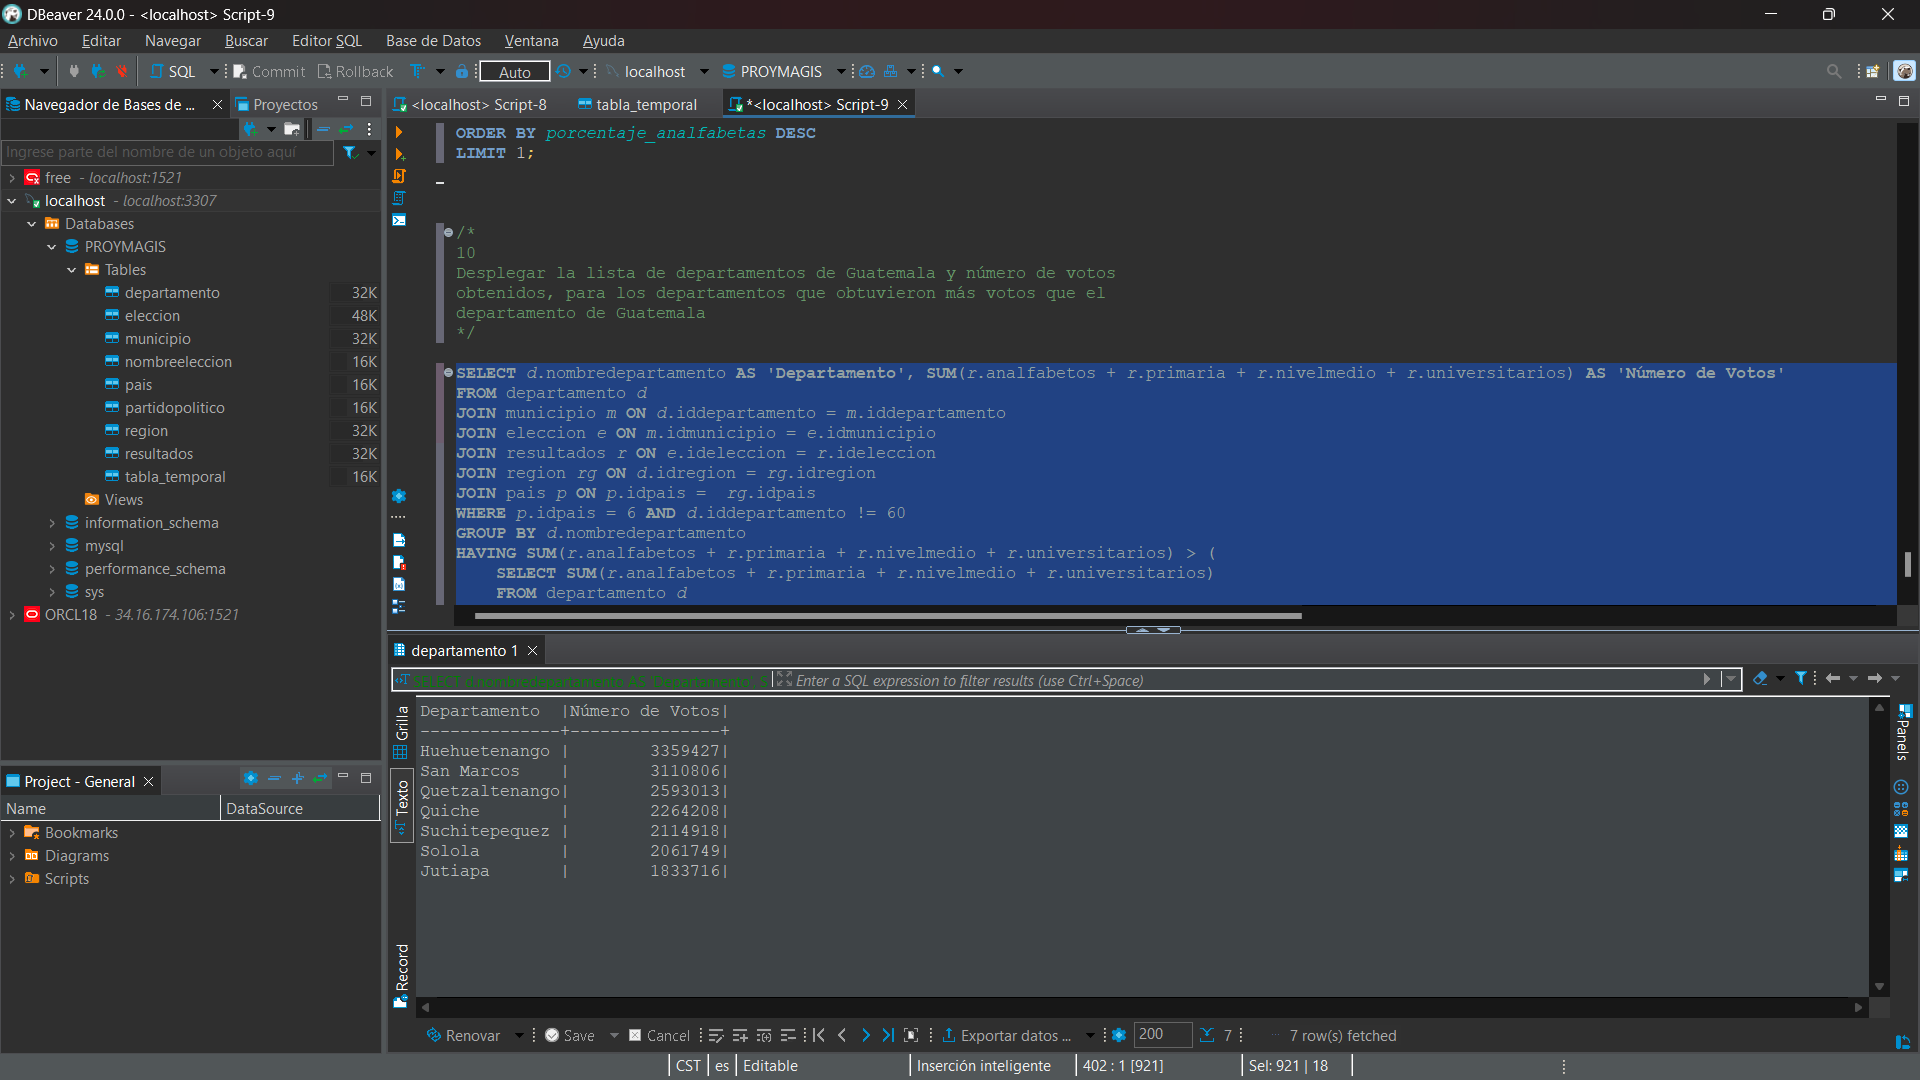 DBeaver 24.0.0 - <localhost> Script-9
Archivo Editar Navegar Buscar Editor SQL Base de Datos Ventana Ayuda
SQL Commit Rollback Auto localhost PROYMAGIS
Navegador de Bases de ... Proyectos
<localhost> Script-8 tabla_temporal *<localhost> Script-9
Ingrese parte del nombre de un objeto aquí
free - localhost:1521
localhost - localhost:3307
Databases
PROYMAGIS
Tables
departamento 32K
eleccion 48K
municipio 32K
nombreeleccion 16K
pais 16K
partidopolitico 16K
region 32K
resultados 32K
tabla_temporal 16K
Views
information_schema
mysql
performance_schema
sys
ORCL18 - 34.16.174.106:1521
ORDER BY porcentaje_analfabetas DESC
LIMIT 1;
/*
10
Desplegar la lista de departamentos de Guatemala y número de votos
obtenidos, para los departamentos que obtuvieron más votos que el
departamento de Guatemala
*/
SELECT d.nombredepartamento AS 'Departamento', SUM(r.analfabetos + r.primaria + r.nivelmedio + r.universitarios) AS 'Número de Votos'
FROM departamento d
JOIN municipio m ON d.iddepartamento = m.iddepartamento
JOIN eleccion e ON m.idmunicipio = e.idmunicipio
JOIN resultados r ON e.ideleccion = r.ideleccion
JOIN region rg ON d.idregion = rg.idregion
JOIN pais p ON p.idpais =  rg.idpais
WHERE p.idpais = 6 AND d.iddepartamento != 60
GROUP BY d.nombredepartamento
HAVING SUM(r.analfabetos + r.primaria + r.nivelmedio + r.universitarios) > (
SELECT SUM(r.analfabetos + r.primaria + r.nivelmedio + r.universitarios)
FROM departamento d
Project - General
Name DataSource
Bookmarks
Diagrams
Scripts
departamento 1
SELECT d.nombredepartamento AS 'Departamento', S Enter a SQL expression to filter results (use Ctrl+Space)
Grilla
Texto
Record
Panels
Departamento  |Número de Votos|
--------------+---------------+
Huehuetenango |        3359427|
San Marcos    |        3110806|
Quetzaltenango|        2593013|
Quiche        |        2264208|
Suchitepequez |        2114918|
Solola        |        2061749|
Jutiapa       |        1833716|
Renovar Save Cancel Exportar datos ... 200 7 7 row(s) fetched
CST es Editable Inserción inteligente 402 : 1 [921] Sel: 921 | 18